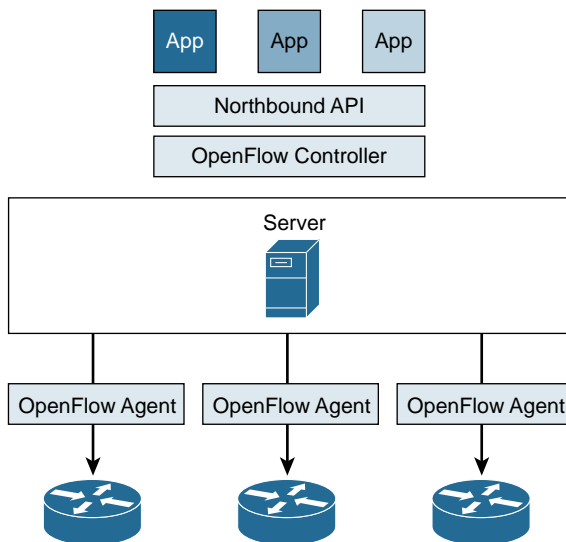 App App App
Northbound API
OpenFlow Controller
Server
OpenFlow Agent OpenFlow Agent OpenFlow Agent